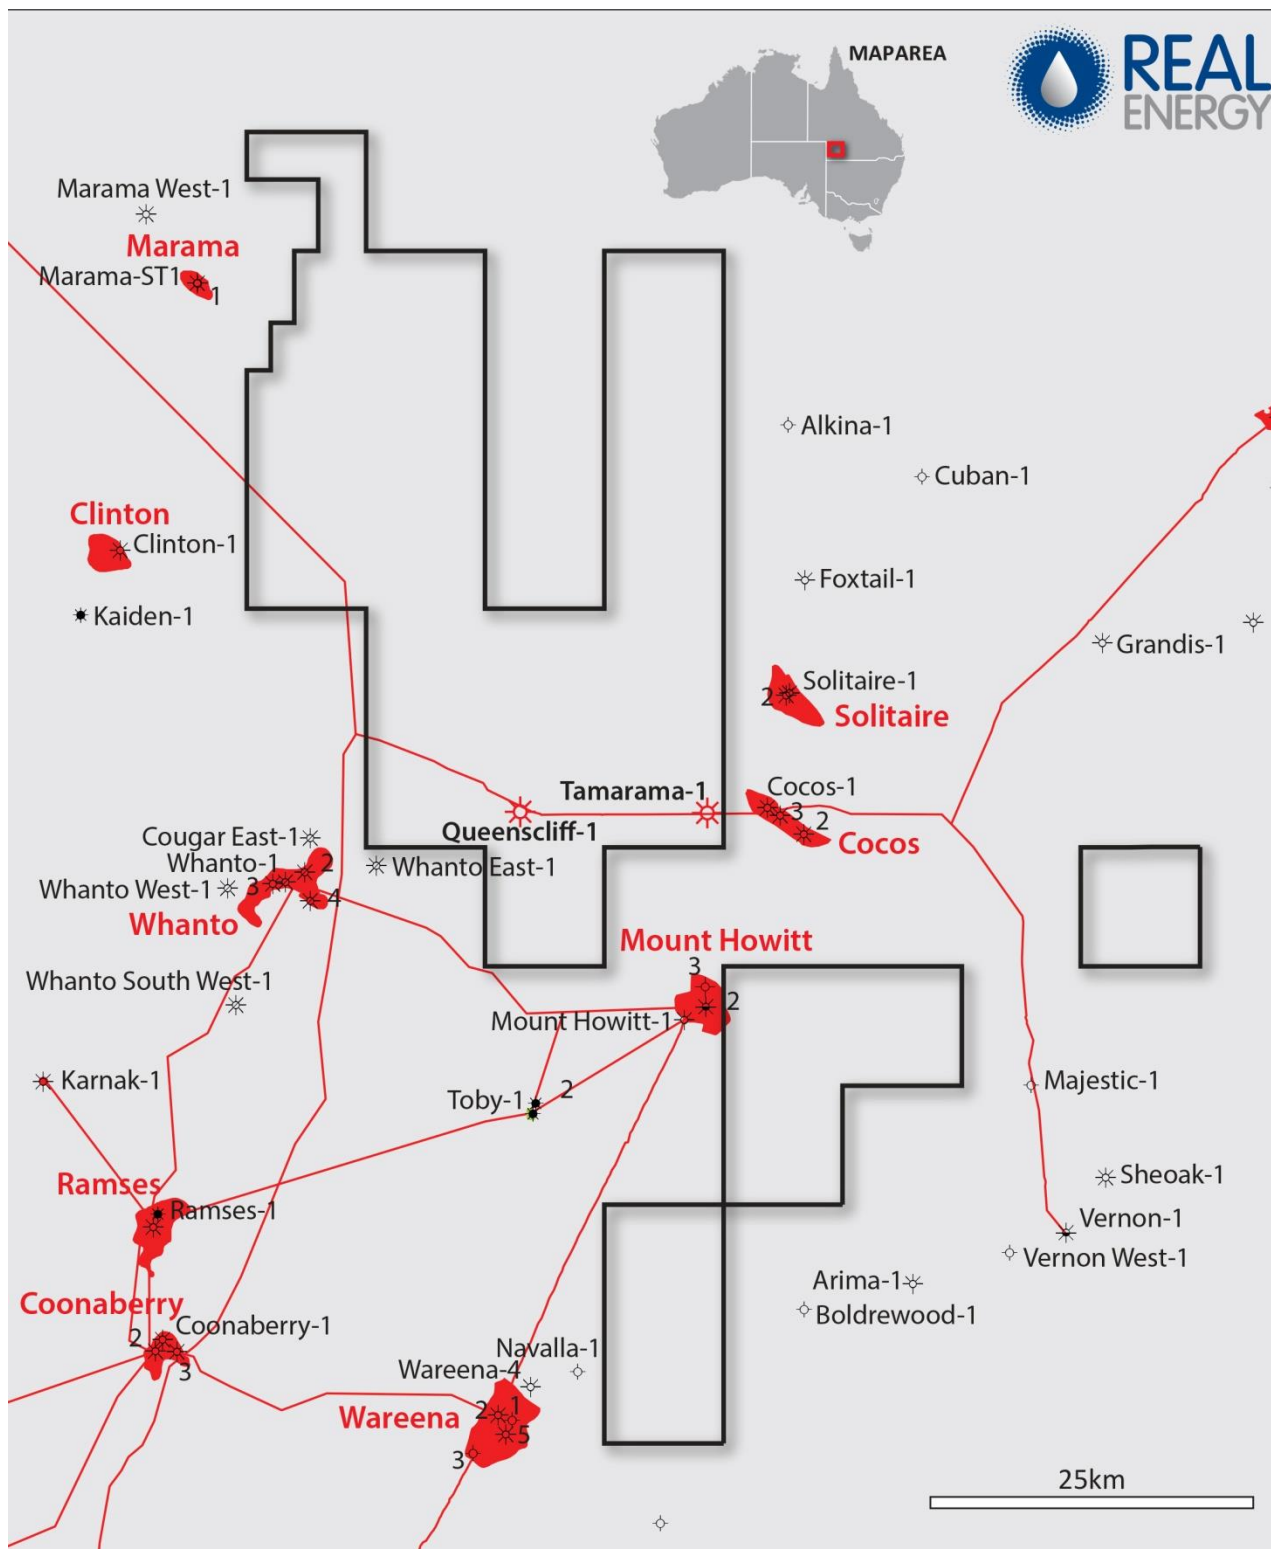 MAPAREA
REAL
ENERGY
Marama West-1
Marama
Marama-ST1
1
Alkina-1
Cuban-1
Clinton
Clinton-1
Foxtail-1
Kaiden-1
Grandis-1
Solitaire-1
2
Solitaire
Tamarama-1
Cocos-1
3
2
Queenscliff-1
Cocos
Cougar East-1
Whanto-1
2
Whanto East-1
Whanto West-1
3
4
Whanto
Mount Howitt
3
Whanto South West-1
2
Mount Howitt-1
Karnak-1
Majestic-1
Toby-1
2
Ramses
Sheoak-1
Ramses-1
Vernon-1
Vernon West-1
Arima-1
Coonaberry
Boldrewood-1
Coonaberry-1
2
3
Navalla-1
Wareena-4
2
1
Wareena
5
3
25km